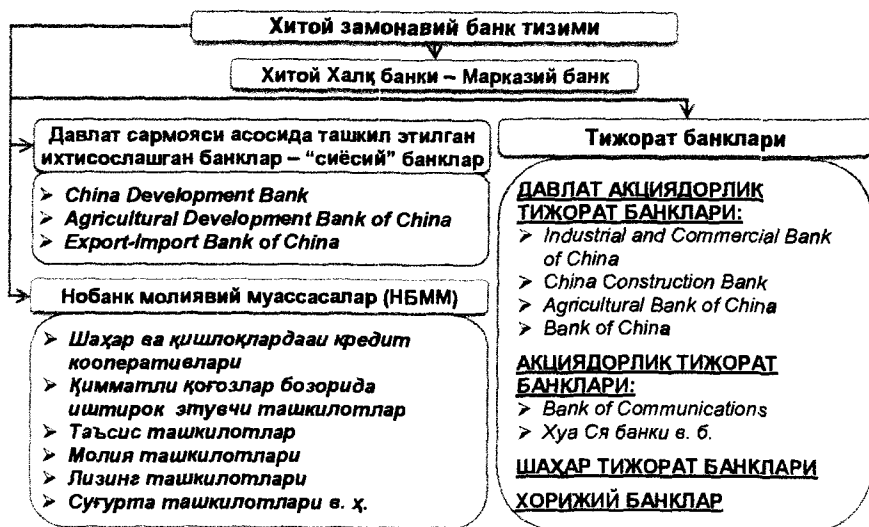 Хитой замонавий банк тизими
Хитой Халқ банки – Марказий банк
Давлат сармояси асосида ташкил этилган
ихтисослашган банклар – “сиёсий” банклар
➢ China Development Bank
➢ Agricultural Development Bank of China
➢ Export-Import Bank of China
Нобанк молиявий муассасалар (НБММ)
➢ Шаҳар ва қишлоқлардааи кредит
кооперативлари
➢ Қимматли қоғозлар бозорида
иштирок этувчи ташкилотлар
➢ Таъсис ташкилотлар
➢ Молия ташкилотлари
➢ Лизинг ташкилотлари
➢ Суғурта ташкилотлари в. ҳ.
Тижорат банклари
ДАВЛАТ АКЦИЯДОРЛИК
ТИЖОРАТ БАНКЛАРИ:
➢ Industrial and Commercial Bank
of China
➢ China Construction Bank
➢ Agricultural Bank of China
➢ Bank of China
АКЦИЯДОРЛИК ТИЖОРАТ
БАНКЛАРИ:
➢ Bank of Communications
➢ Хуа Ся банки в. б.
ШАҲАР ТИЖОРАТ БАНКЛАРИ
ХОРИЖИЙ БАНКЛАР